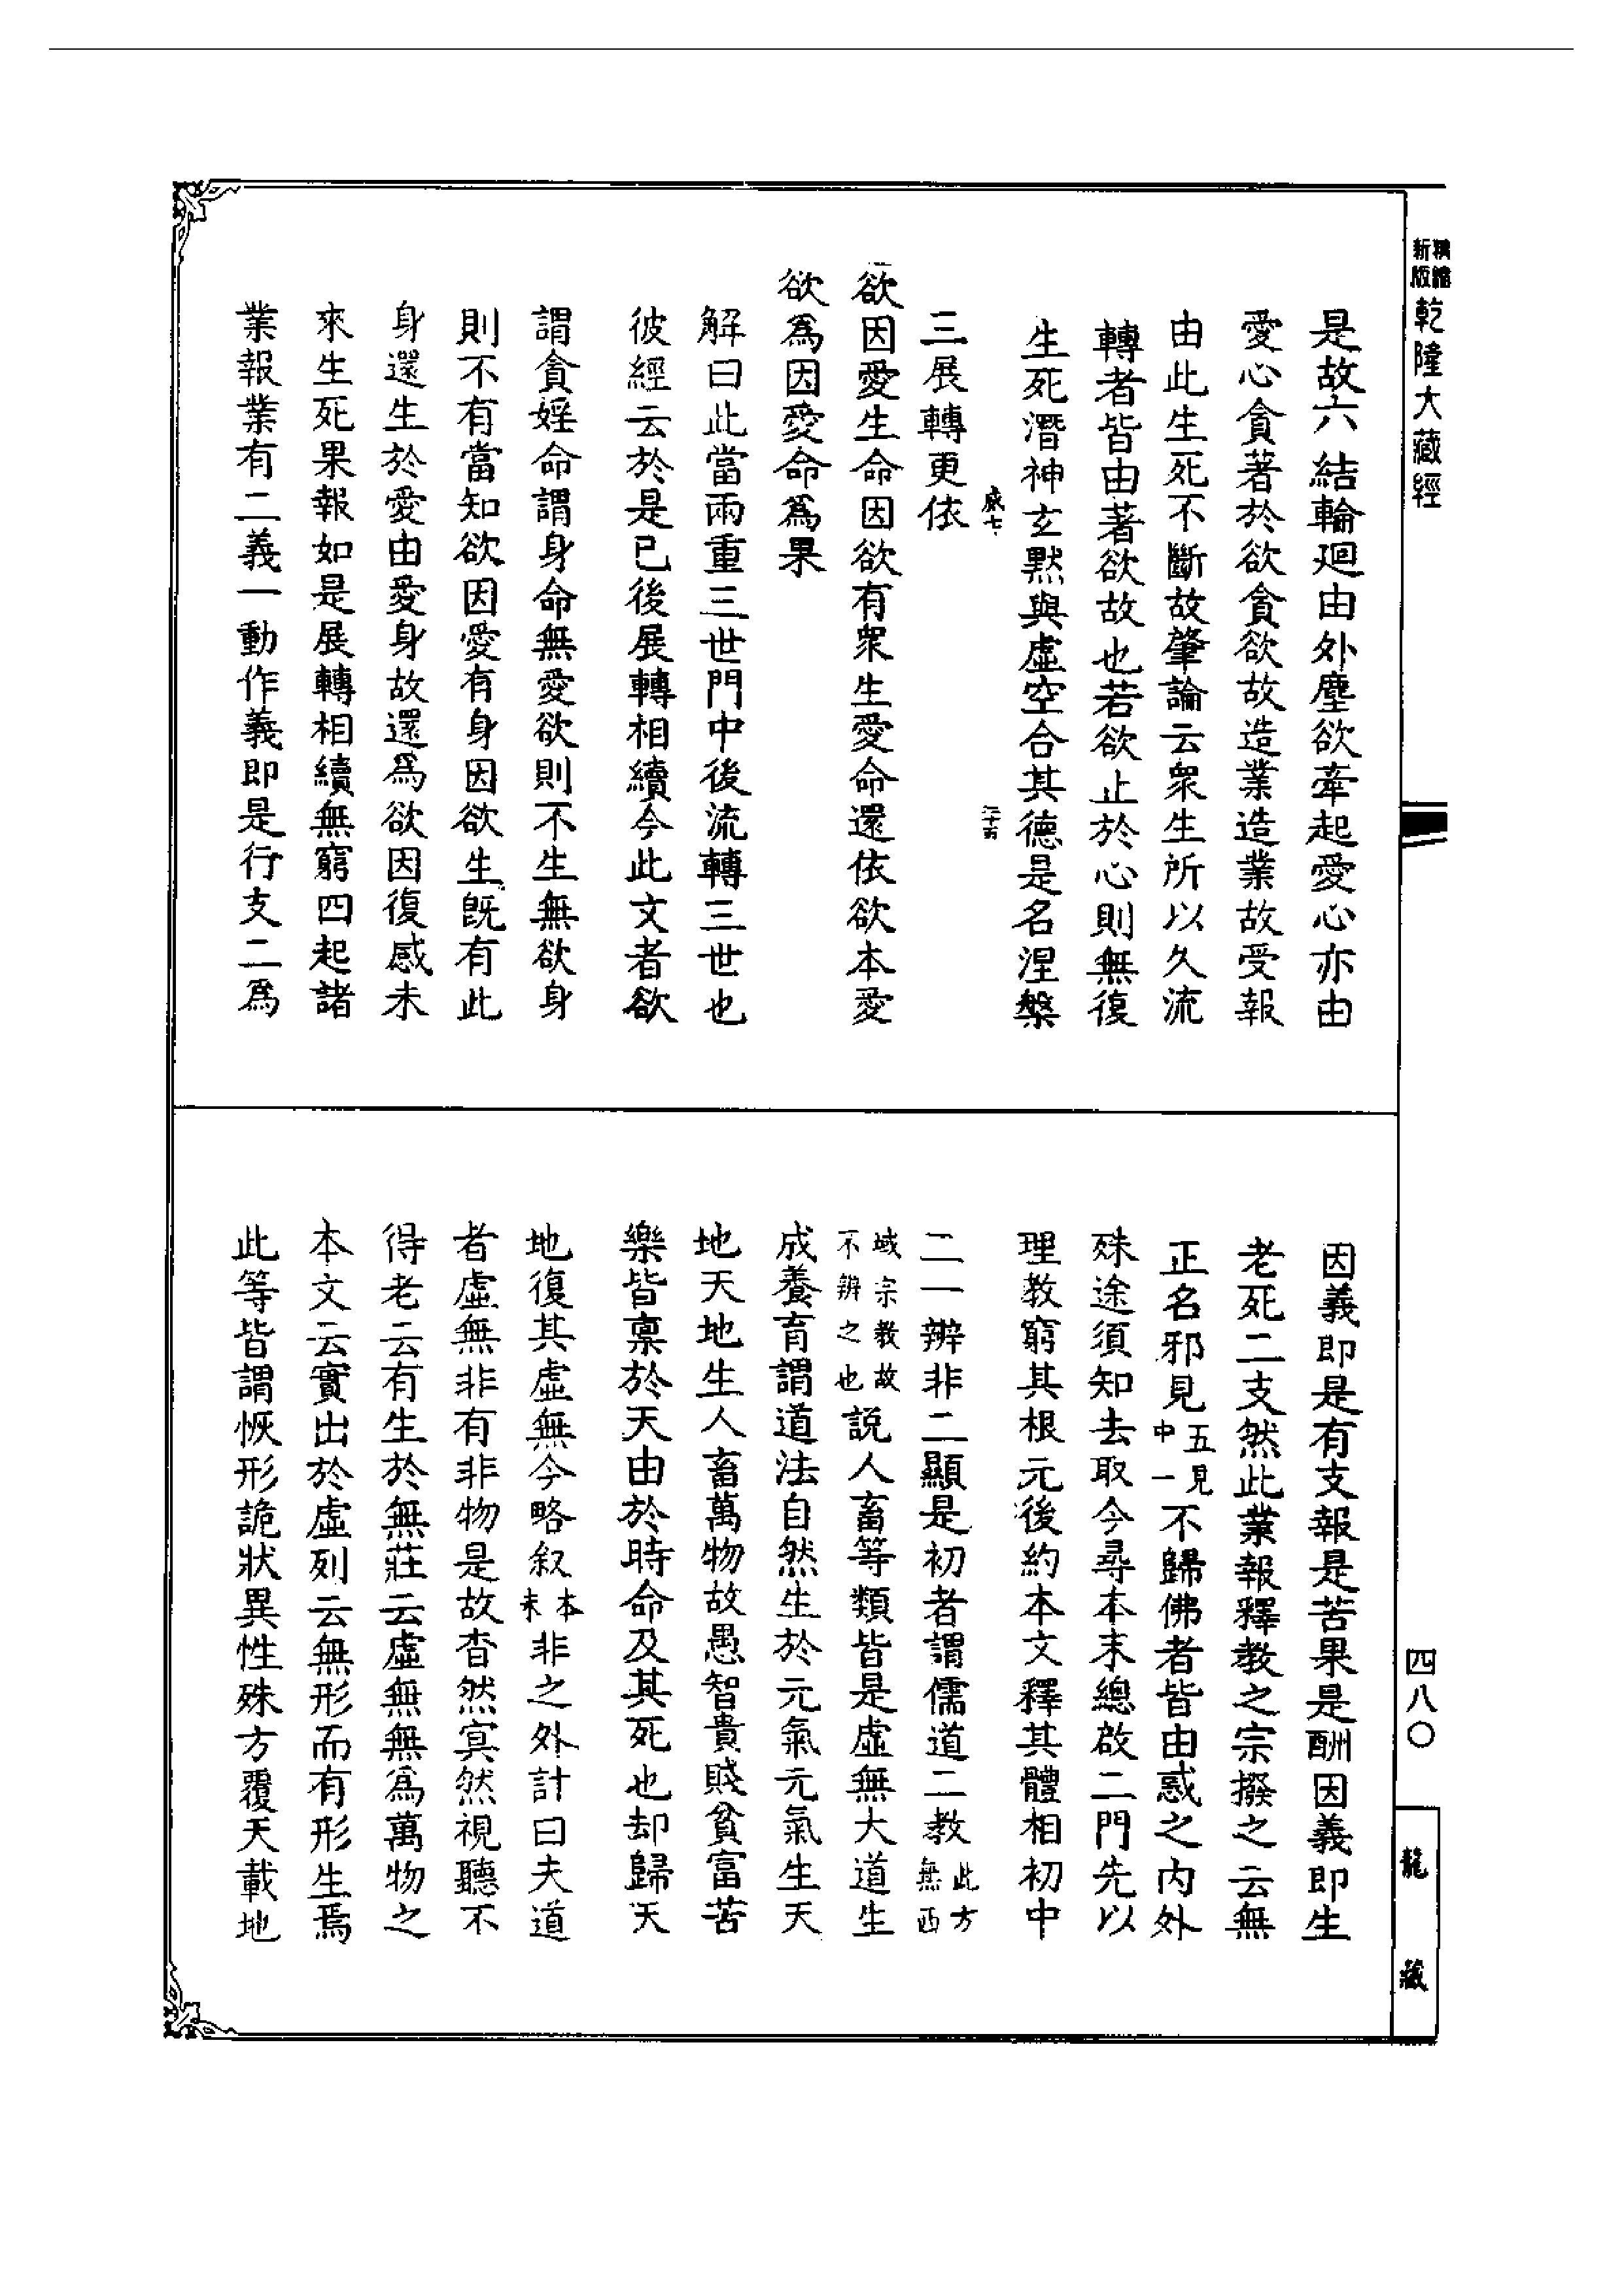 新版
精縮
乾隆大藏經
是故六結輪迴由外塵欲牽起愛心亦由
愛心貪著於欲貪欲故造業造業故受報
由此生死不斷故肇論云衆生所以久流
轉者皆由著欲故也若欲止於心則無復
生死潛神玄默與虛空合其德是名涅槃
三展轉更依
欲因愛生命因欲有衆生愛命還依欲本愛
欲為因愛命為果
解曰此當兩重三世門中後流轉三世也
彼經云於是已後展轉相續今此文者欲
謂貪婬命謂身命無愛欲則不生無欲身
則不有當知欲因愛有身因欲生既有此
身還生於愛由愛身故還為欲因復感未
來生死果報如是展轉相續無窮四起諸
業報業有二義一動作義即是行支二為
因義即是有支報是苦果是酬因義即生
老死二支然此業報釋教之宗撥之云無
正名邪見五見中一不歸佛者皆由惑之內外
殊途須知去取今尋本末總啟二門先以
理教窮其根元後約本文釋其體相初中
二一辨非二顯是初者謂儒道二教此方無西
域宗教故不辨之也說人畜等類皆是虛無大道生
成養育謂道法自然生於元氣元氣生天
地天地生人畜萬物故愚智貴賤貧富苦
樂皆稟於天由於時命及其死也却歸天
地復其虛無今略叙本末非之外計曰夫道
者虛無非有非物是故杳然冥然視聽不
得老云有生於無莊云虛無無為萬物之
本文云實出於虛列云無形而有形生焉
此等皆謂恢形詭狀異性殊方覆天載地
四八〇
龍藏